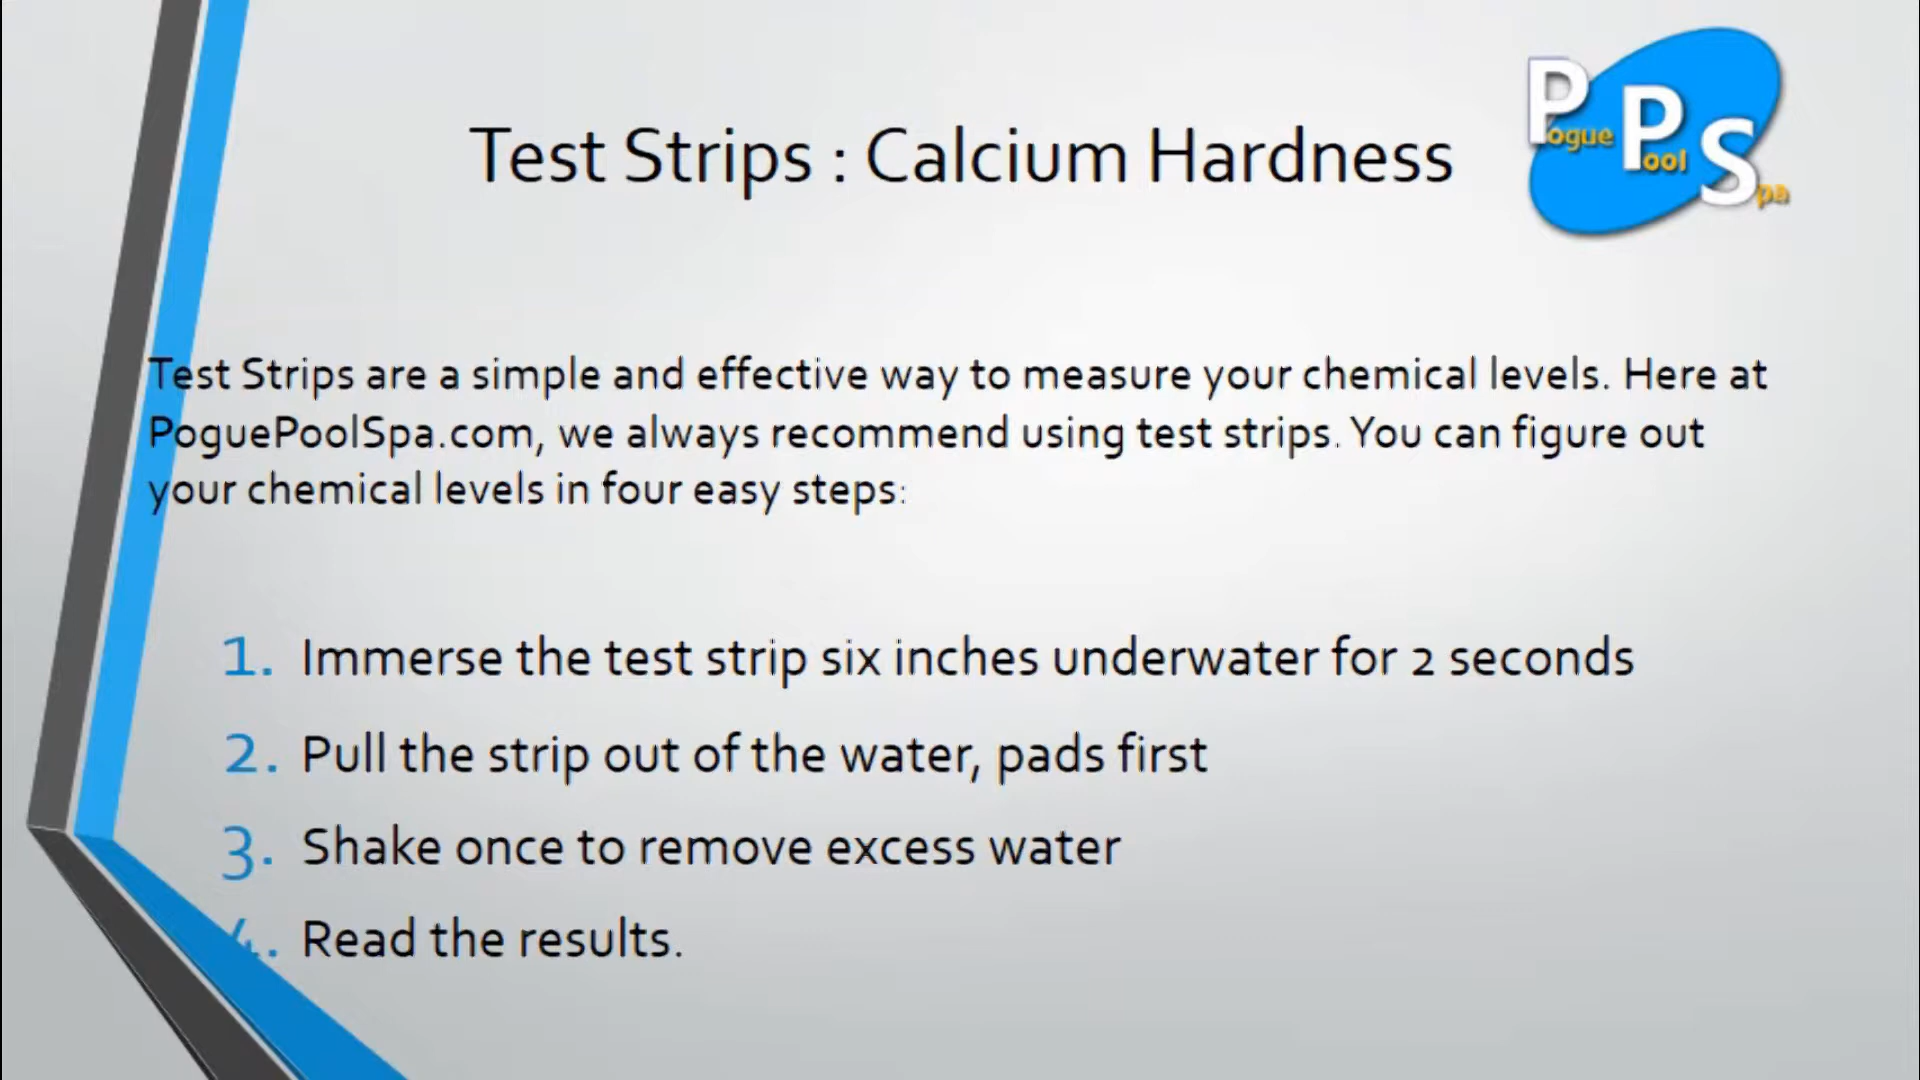 Test Strips : Calcium Hardness
Pogue Pool Spa
Test Strips are a simple and effective way to measure your chemical levels. Here at
PoguePoolSpa.com, we always recommend using test strips. You can figure out
your chemical levels in four easy steps:
1. Immerse the test strip six inches underwater for 2 seconds
2. Pull the strip out of the water, pads first
3. Shake once to remove excess water
4. Read the results.